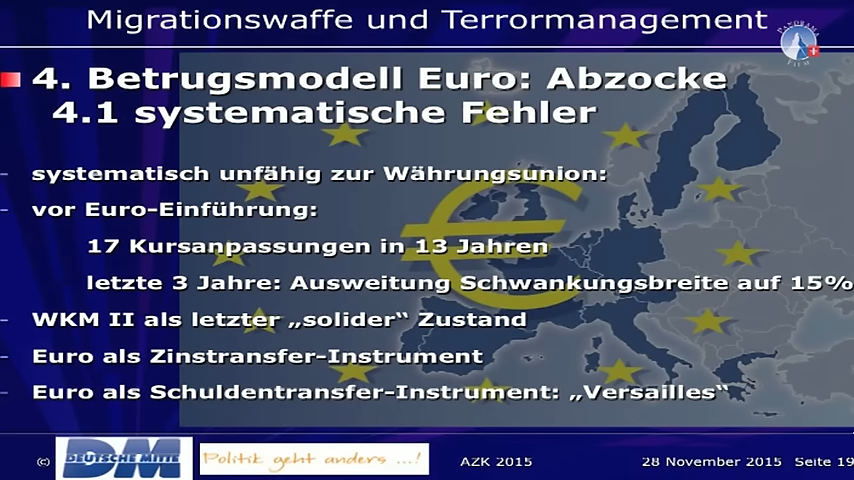 Migrationswaffe und Terrormanagement
PANORAMA
FILM
4. Betrugsmodell Euro: Abzocke
4.1 systematische Fehler
- systematisch unfähig zur Währungsunion:
- vor Euro-Einführung:
17 Kursanpassungen in 13 Jahren
letzte 3 Jahre: Ausweitung Schwankungsbreite auf 15%
- WKM II als letzter „solider“ Zustand
- Euro als Zinstransfer-Instrument
- Euro als Schuldentransfer-Instrument: „Versailles“
(c) DM DEUTSCHE MITTE Politik geht anders ...! AZK 2015 28 November 2015 Seite 19